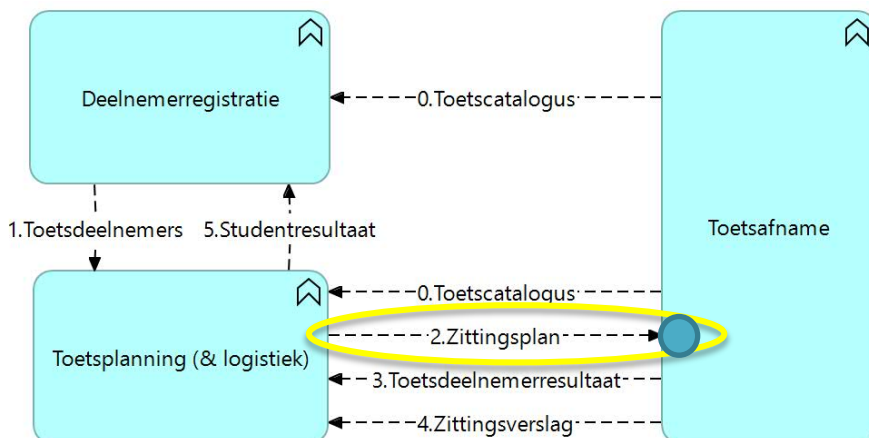 Deelnemerregistratie
0.Toetscatalogus
1.Toetsdeelnemers
5.Studentresultaat
Toetsafname
0.Toetscatalogus
2.Zittingsplan
Toetsplanning (& logistiek)
3.Toetsdeelnemerresultaat
4.Zittingsverslag